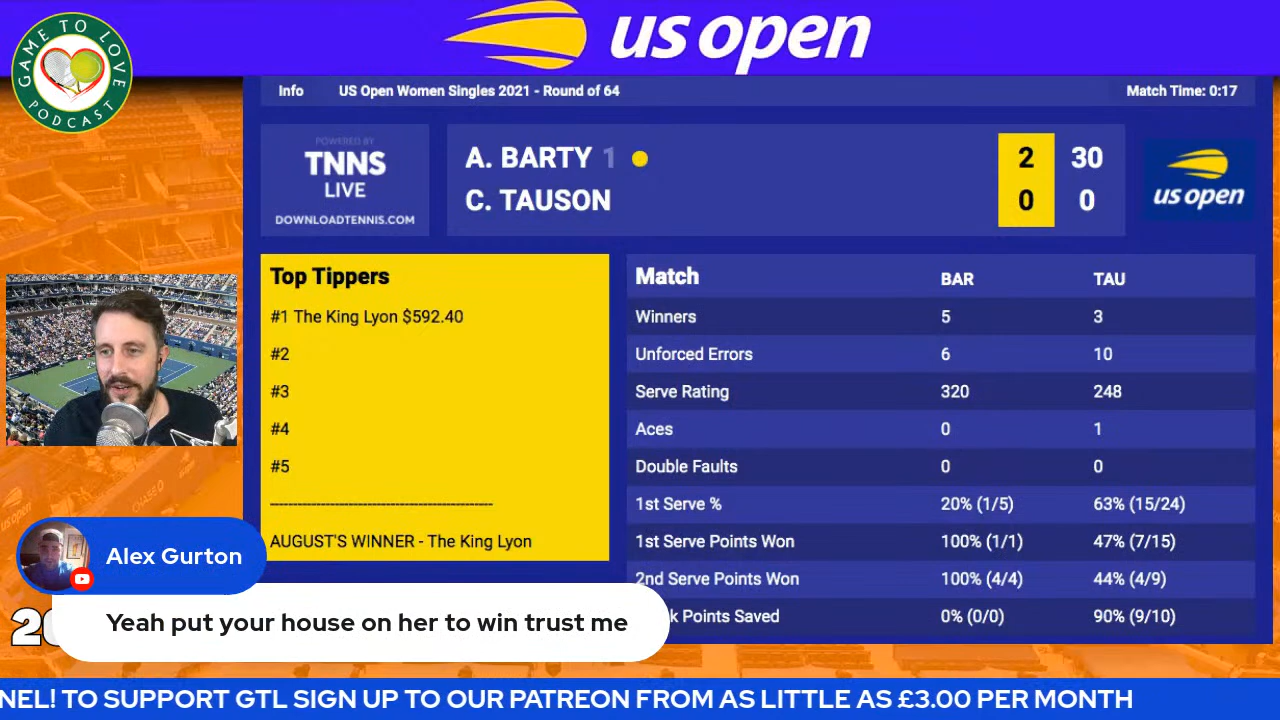 GAME TO LOVE
PODCAST
us open
Info US Open Women Singles 2021 - Round of 64 Match Time: 0:17
POWERED BY
TNNS
LIVE
DOWNLOADTENNIS.COM
A. BARTY 1 2 30
C. TAUSON 0 0
us open
Top Tippers
#1 The King Lyon $592.40
#2
#3
#4
#5
----------------------------------------------
AUGUST'S WINNER - The King Lyon
Match BAR TAU
Winners 5 3
Unforced Errors 6 10
Serve Rating 320 248
Aces 0 1
Double Faults 0 0
1st Serve % 20% (1/5) 63% (15/24)
1st Serve Points Won 100% (1/1) 47% (7/15)
2nd Serve Points Won 100% (4/4) 44% (4/9)
Points Saved 0% (0/0) 90% (9/10)
Alex Gurton
Yeah put your house on her to win trust me
NEL! TO SUPPORT GTL SIGN UP TO OUR PATREON FROM AS LITTLE AS £3.00 PER MONTH